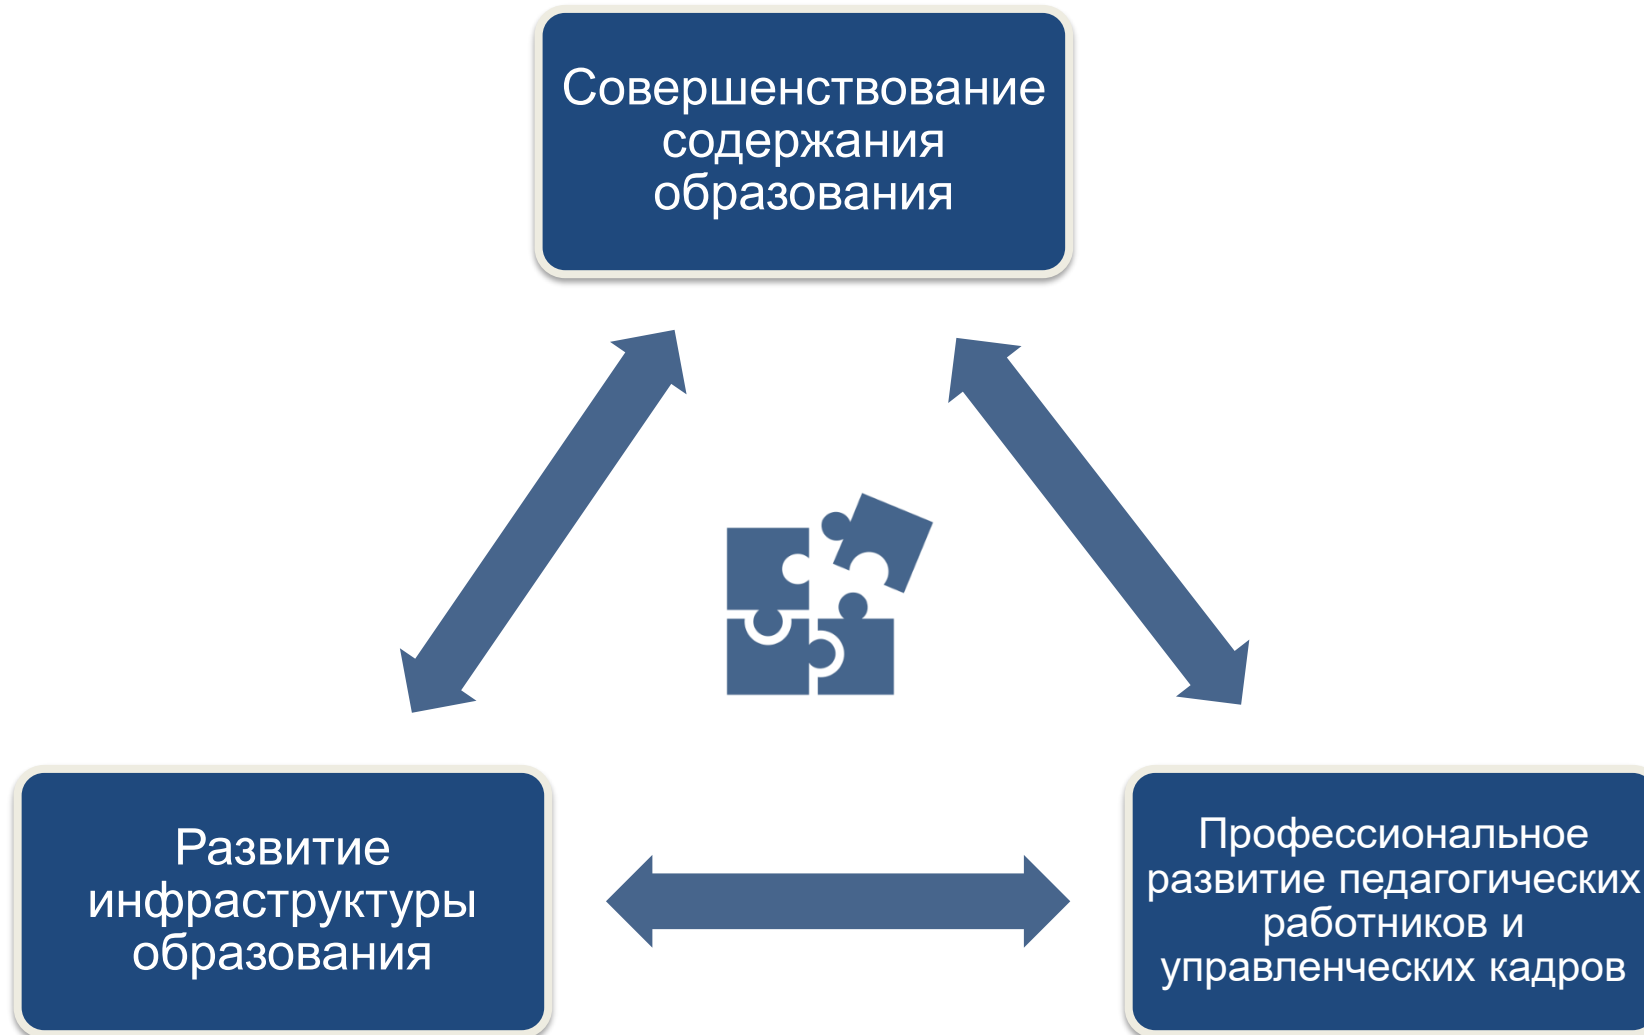 Совершенствование
содержания
образования
Развитие
инфраструктуры
образования
Профессиональное
развитие педагогических
работников и
управленческих кадров